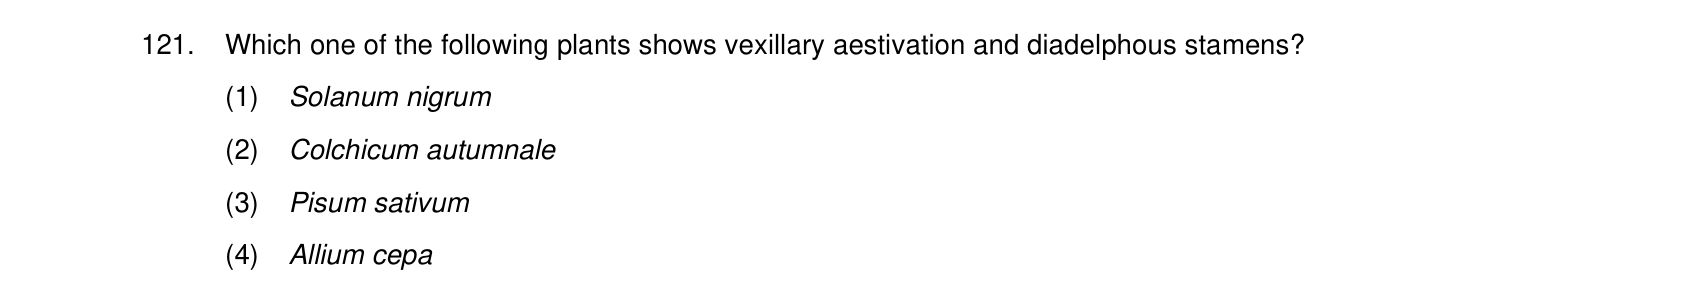 121. Which one of the following plants shows vexillary aestivation and diadelphous stamens?
(1) Solanum nigrum
(2) Colchicum autumnale
(3) Pisum sativum
(4) Allium cepa